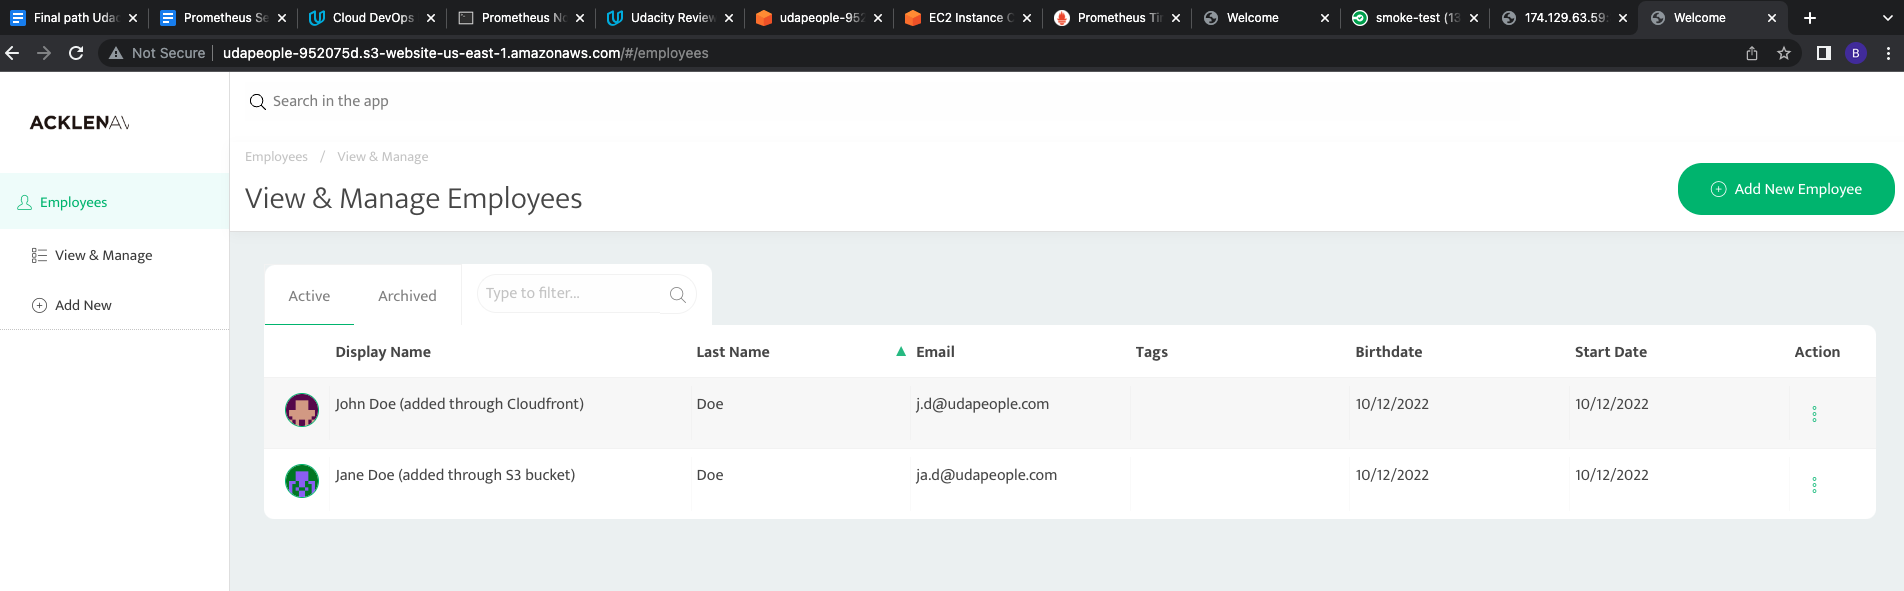 Final path Udac
Prometheus Se
Cloud DevOps
Prometheus No
Udacity Review
udapeople-952
EC2 Instance C
Prometheus Tir
Welcome
smoke-test (13
174.129.63.59:
Welcome
Not Secure
udapeople-952075d.s3-website-us-east-1.amazonaws.com/#/employees
B
ACKLENAV
Search in the app
Employees / View & Manage
View & Manage Employees
Add New Employee
Employees
View & Manage
Add New
Active
Archived
Type to filter...
Display Name Last Name ▲ Email Tags Birthdate Start Date Action
John Doe (added through Cloudfront) Doe j.d@udapeople.com 10/12/2022 10/12/2022
Jane Doe (added through S3 bucket) Doe ja.d@udapeople.com 10/12/2022 10/12/2022